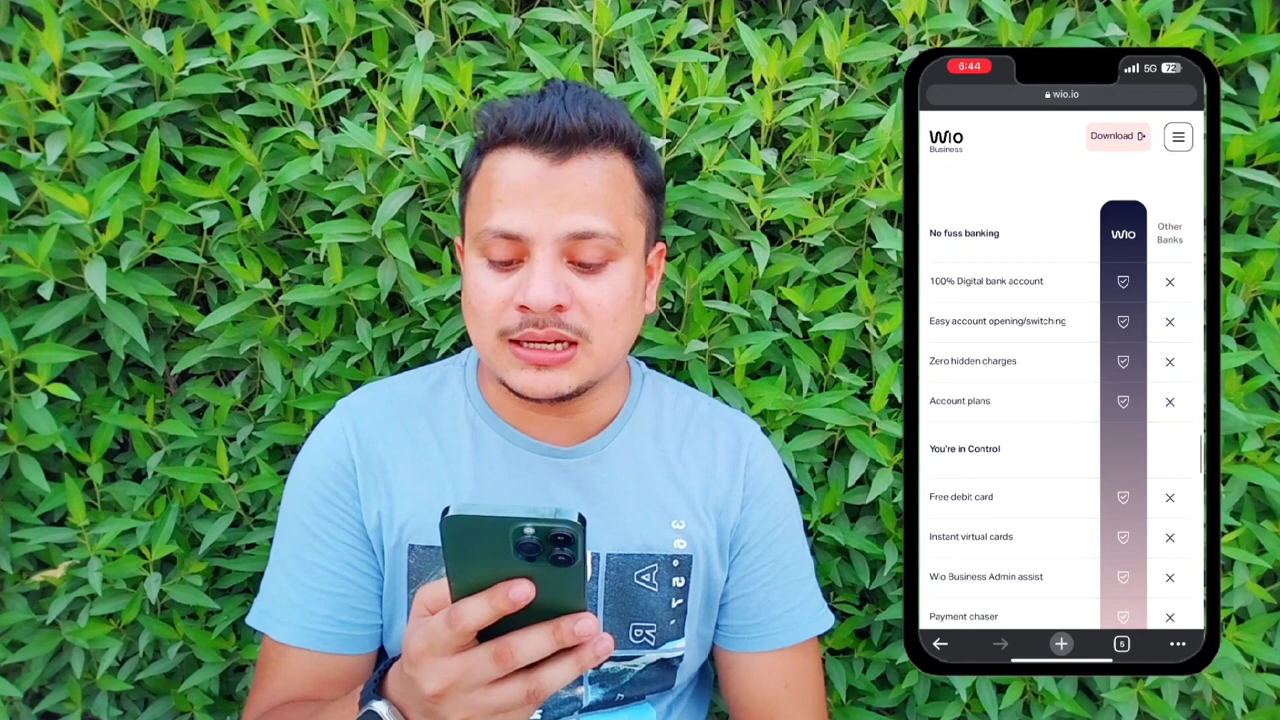 6:44
5G 72
wio.io
Wio
Business
Download
No fuss banking
Wio
Other
Banks
100% Digital bank account
Easy account opening/switching
Zero hidden charges
Account plans
You're in Control
Free debit card
Instant virtual cards
Wio Business Admin assist
Payment chaser
5